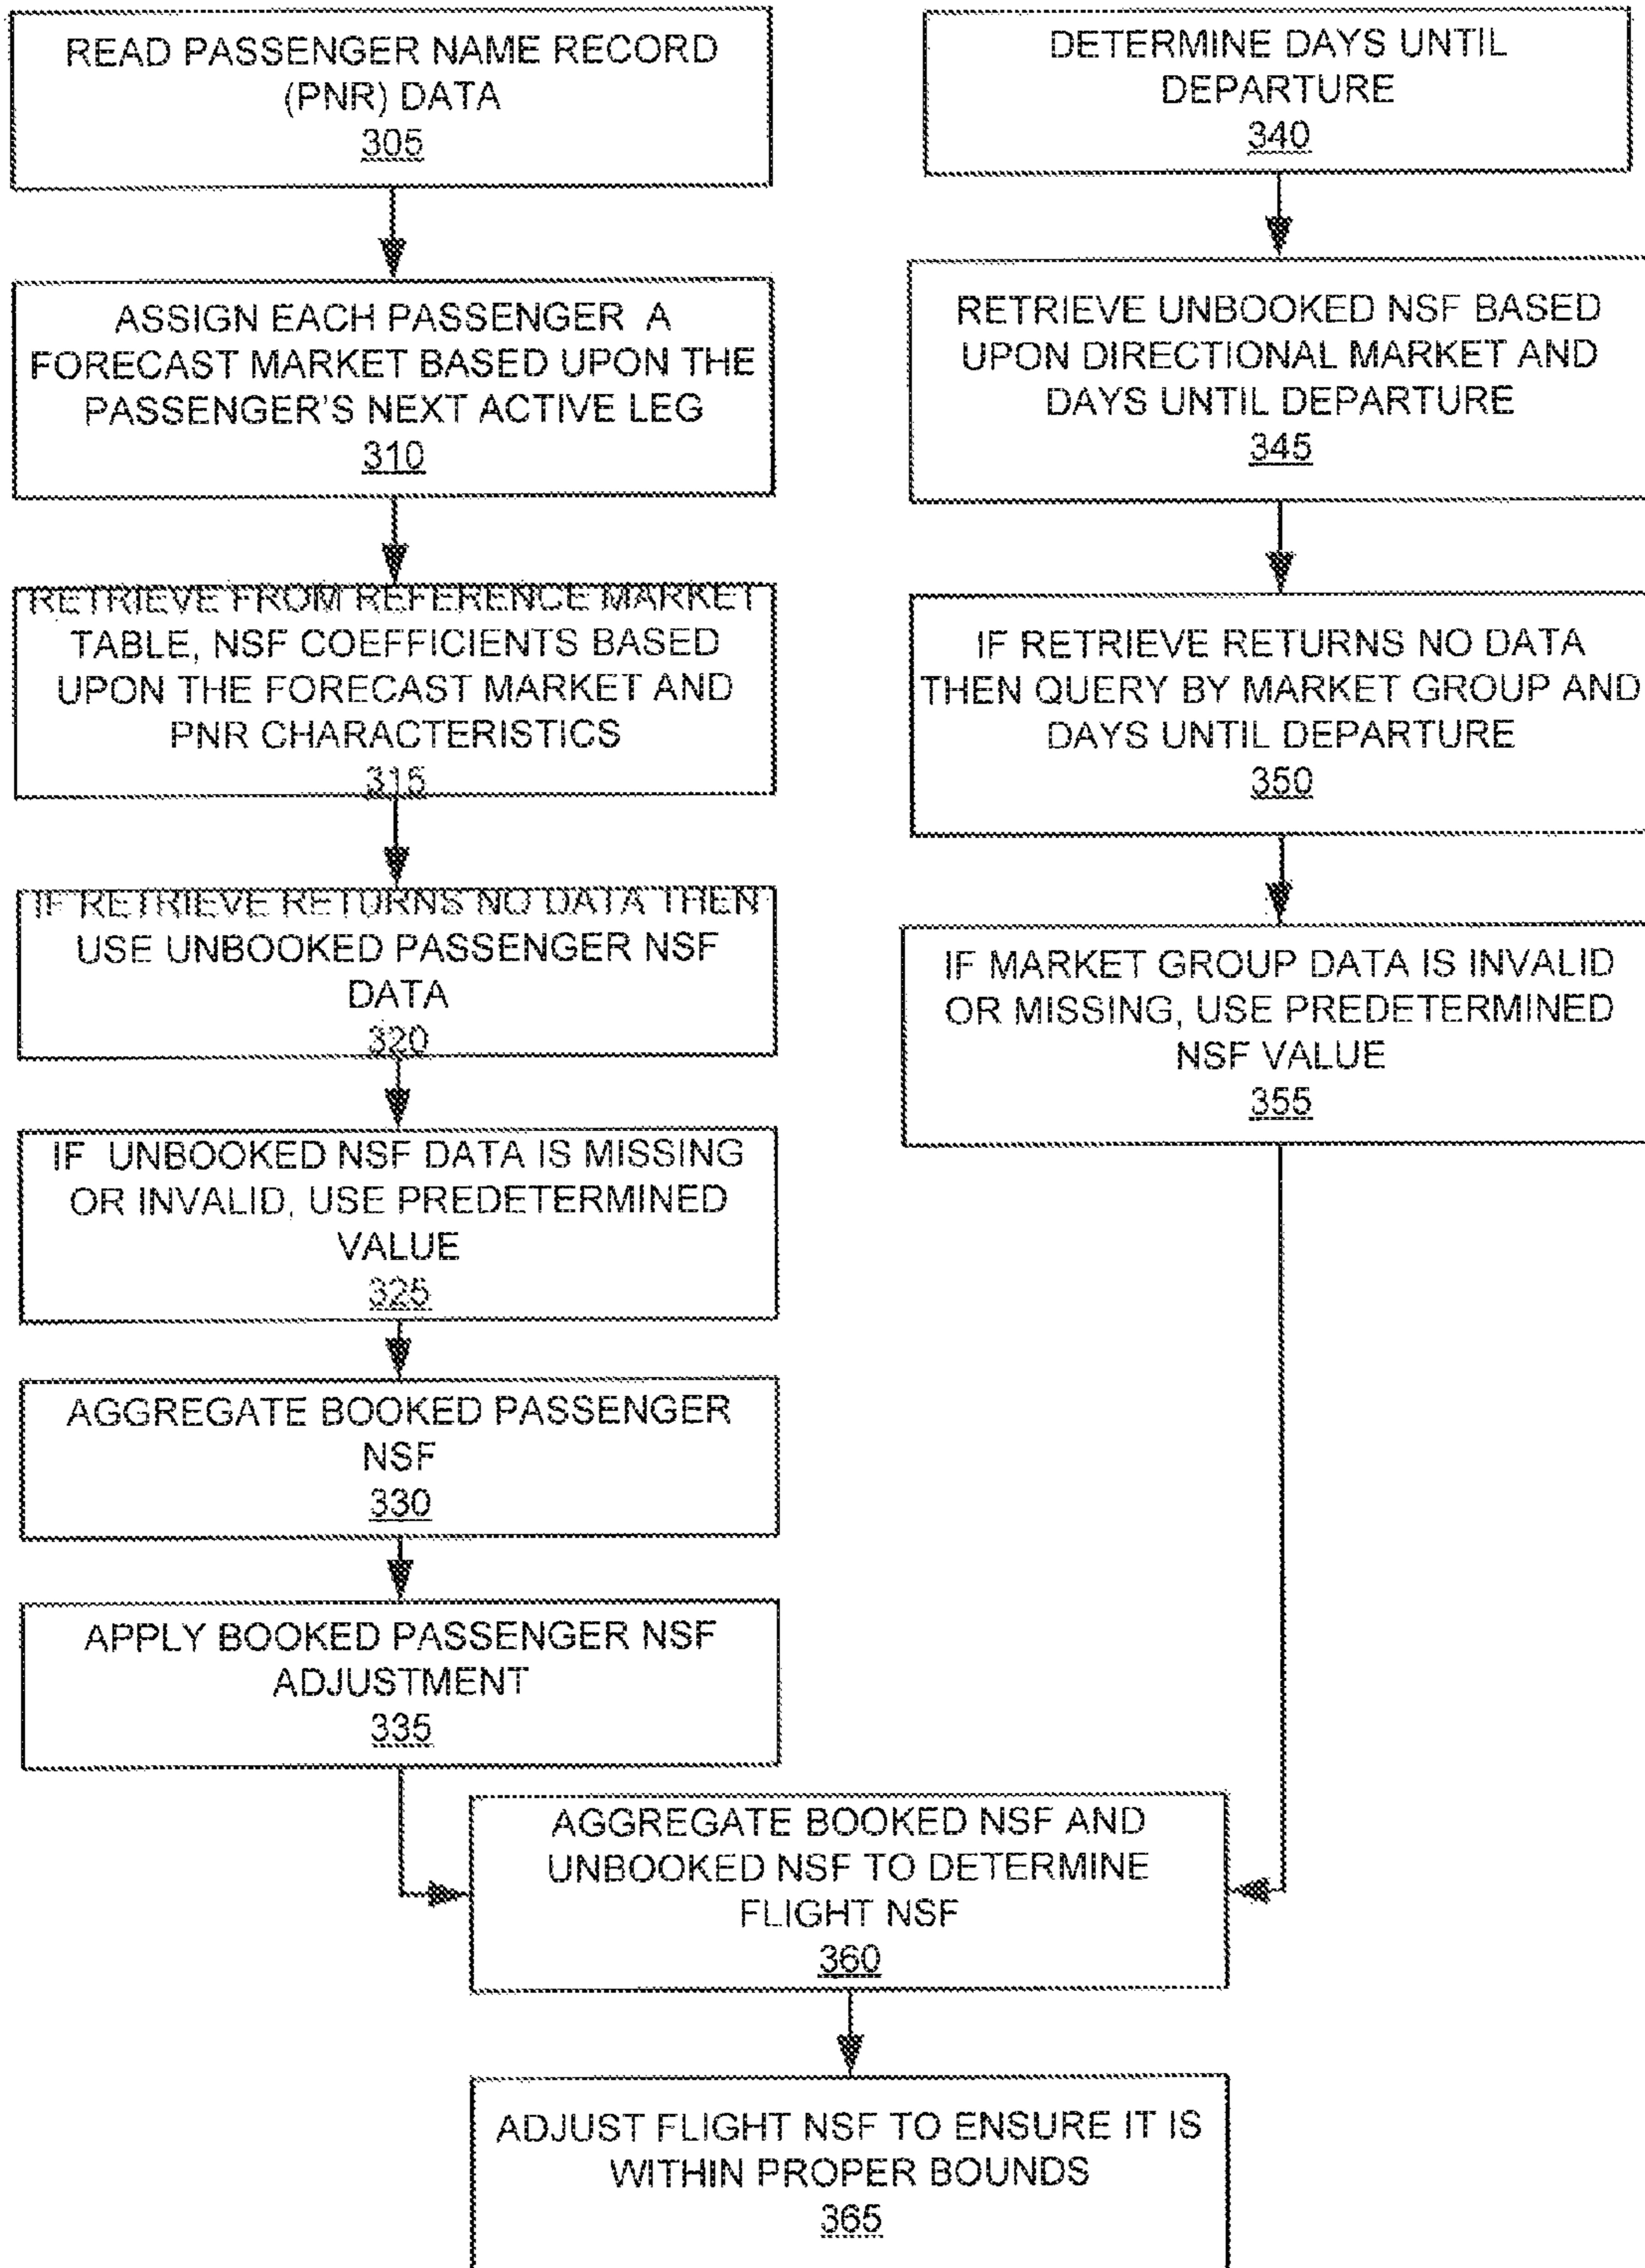 READ PASSENGER NAME RECORD
(PNR) DATA
305
ASSIGN EACH PASSENGER A
FORECAST MARKET BASED UPON THE
PASSENGER'S NEXT ACTIVE LEG
310
RETRIEVE FROM REFERENCE MARKET
TABLE, NSF COEFFICIENTS BASED
UPON THE FORECAST MARKET AND
PNR CHARACTERISTICS
315
IF RETRIEVE RETURNS NO DATA THEN
USE UNBOOKED PASSENGER NSF
DATA
320
IF UNBOOKED NSF DATA IS MISSING
OR INVALID, USE PREDETERMINED
VALUE
325
AGGREGATE BOOKED PASSENGER
NSF
330
APPLY BOOKED PASSENGER NSF
ADJUSTMENT
335
DETERMINE DAYS UNTIL
DEPARTURE
340
RETRIEVE UNBOOKED NSF BASED
UPON DIRECTIONAL MARKET AND
DAYS UNTIL DEPARTURE
345
IF RETRIEVE RETURNS NO DATA
THEN QUERY BY MARKET GROUP AND
DAYS UNTIL DEPARTURE
350
IF MARKET GROUP DATA IS INVALID
OR MISSING, USE PREDETERMINED
NSF VALUE
355
AGGREGATE BOOKED NSF AND
UNBOOKED NSF TO DETERMINE
FLIGHT NSF
360
ADJUST FLIGHT NSF TO ENSURE IT IS
WITHIN PROPER BOUNDS
365